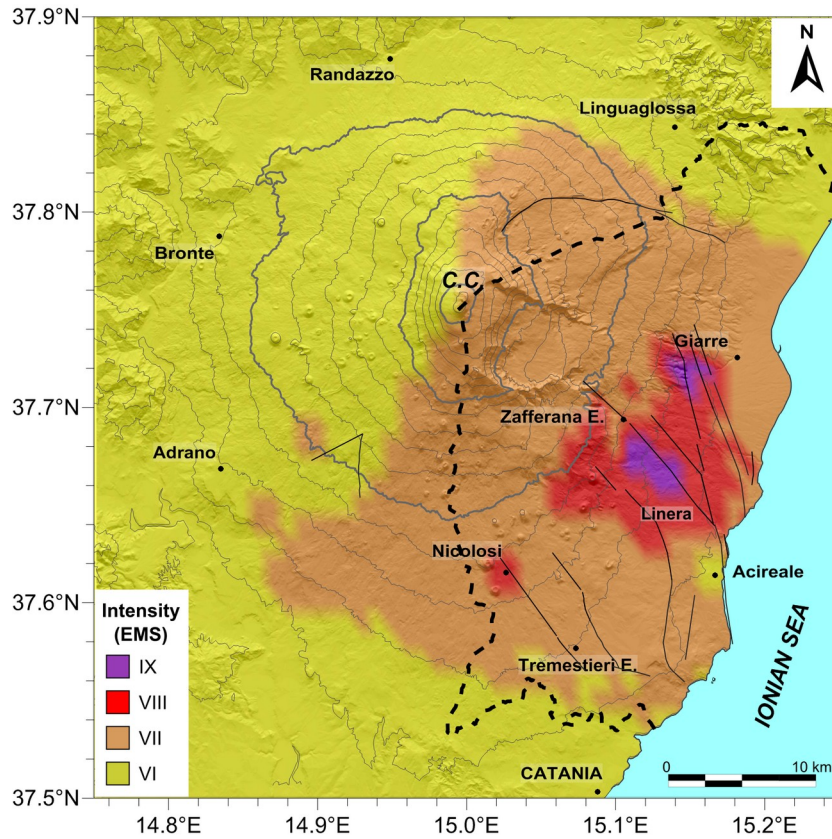 37.9°N
N
Randazzo
Linguaglossa
37.8°N
Bronte
C.C.
Giarre
37.7°N
Zafferana E.
Adrano
Linera
Nicolosi
Acireale
37.6°N
Intensity
(EMS)
IX
VIII
VII
VI
Tremestieri E.
IONIAN SEA
CATANIA
0 10 km
37.5°N
14.8°E 14.9°E 15.0°E 15.1°E 15.2°E